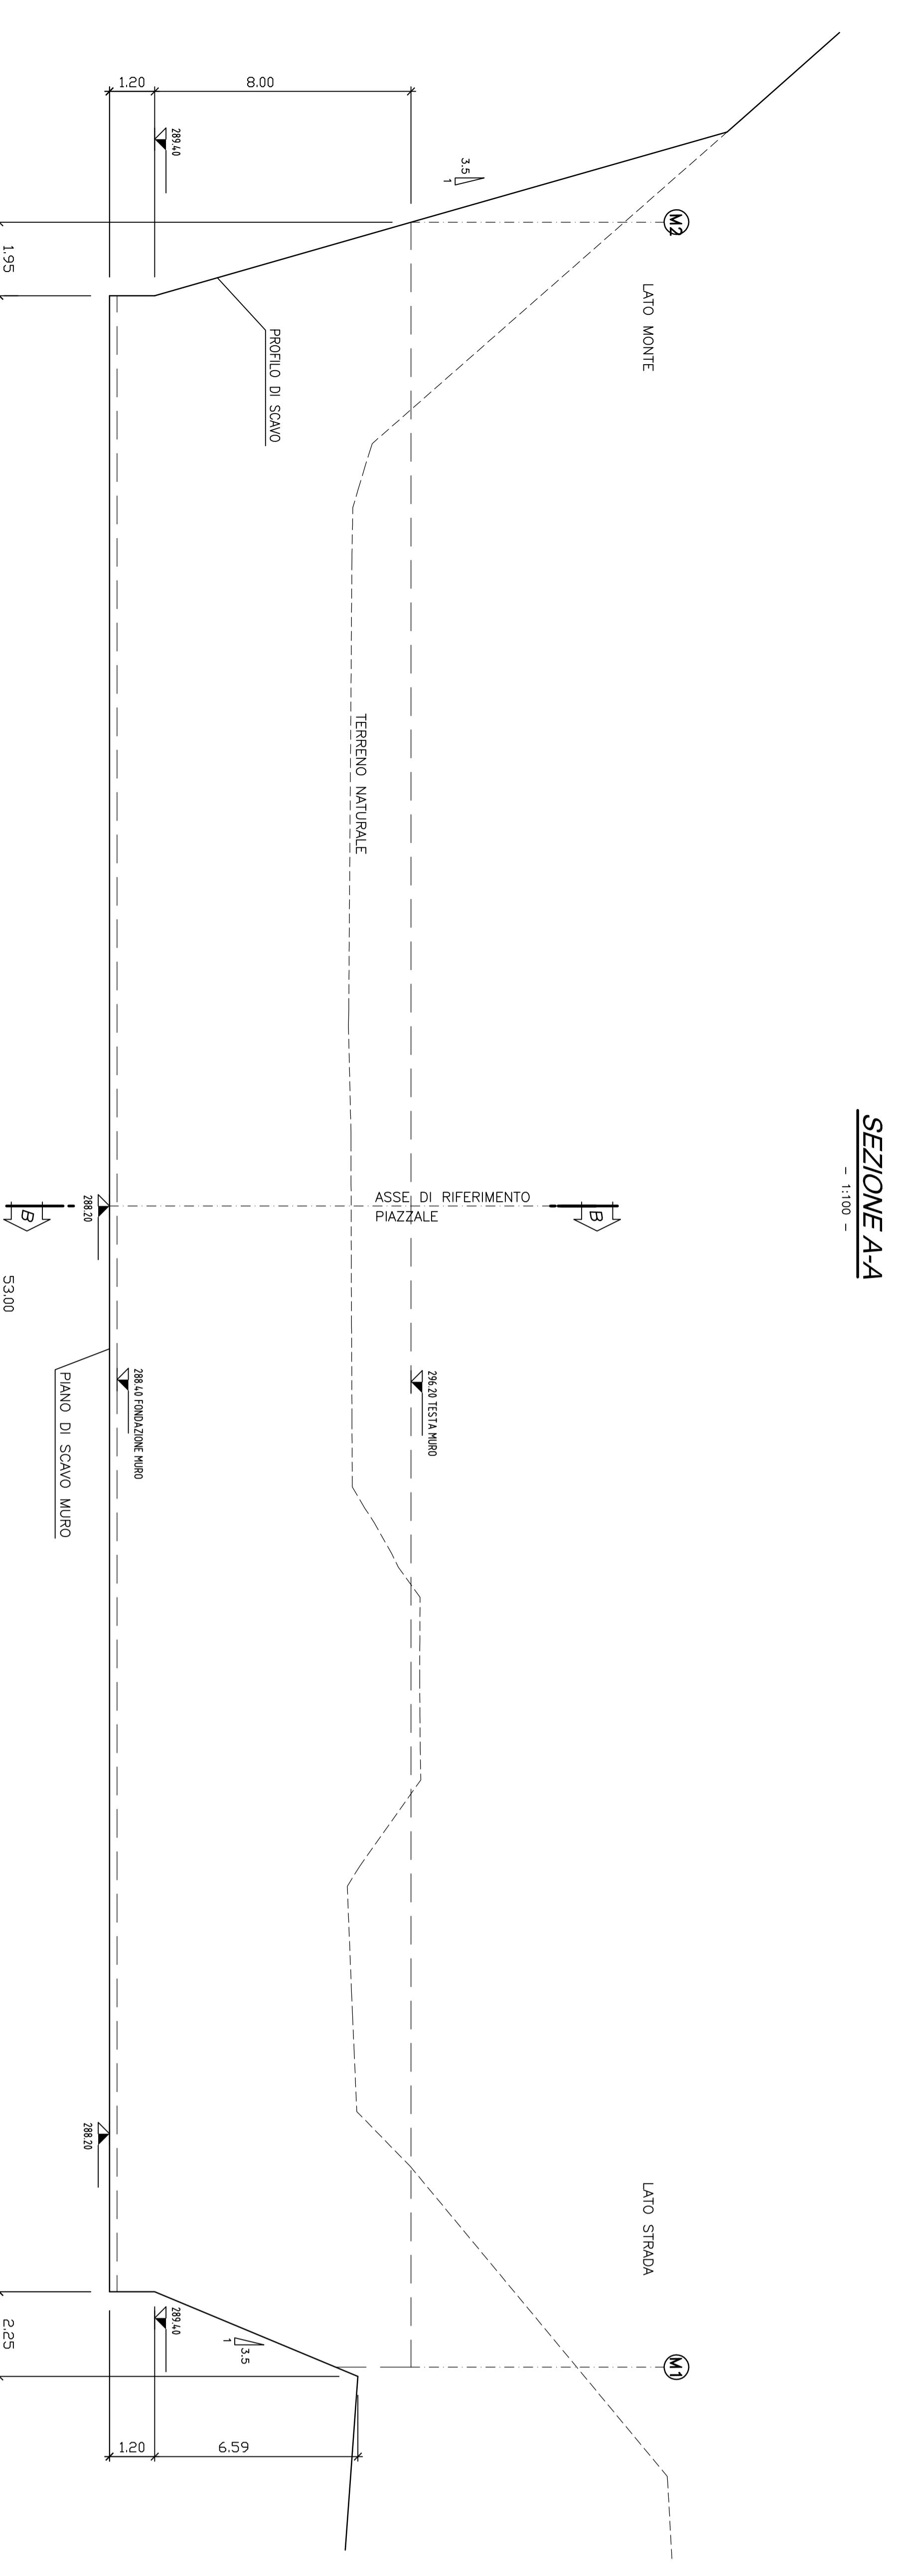 SEZIONE A-A
- 1:100 -
M2
LATO MONTE
LATO STRADA
M1
B
ASSE DI RIFERIMENTO
PIAZZALE
296.20 TESTA MURO
TERRENO NATURALE
3.5
1
8.00
1.20
289.40
PROFILO DI SCAVO
288.20
288.40 FONDAZIONE MURO
PIANO DI SCAVO MURO
288.20
289.40
1
3.5
1.20
6.59
B
1.95
53.00
2.25